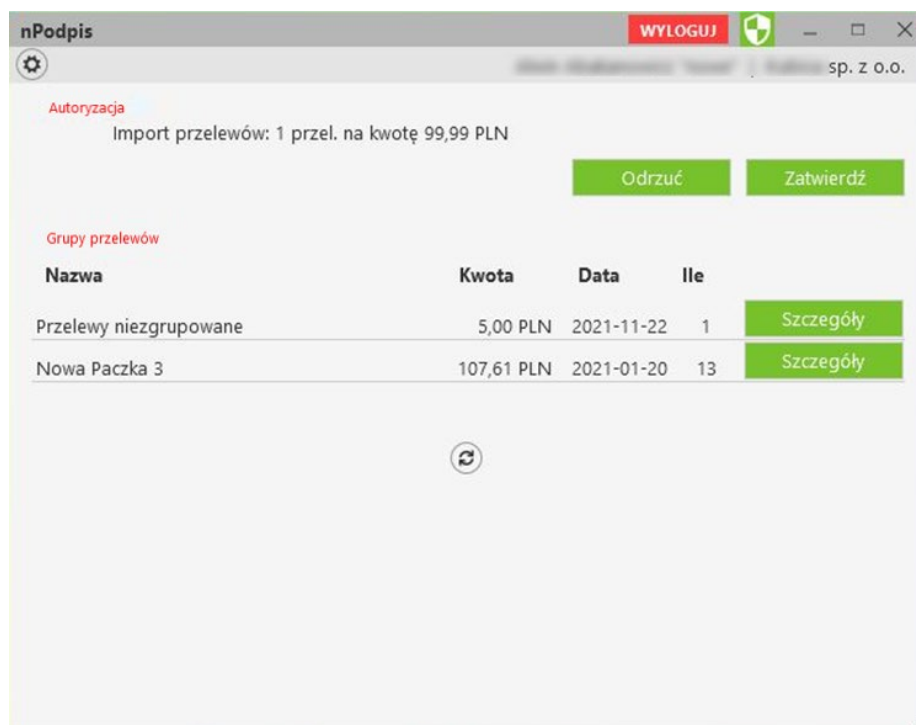 nPodpis WYLOGUJ
sp. z o.o.
Autoryzacja
Import przelewów: 1 przel. na kwotę 99,99 PLN
Odrzuć Zatwierdź
Grupy przelewów
Nazwa Kwota Data Ile
Przelewy niezgrupowane 5,00 PLN 2021-11-22 1 Szczegóły
Nowa Paczka 3 107,61 PLN 2021-01-20 13 Szczegóły